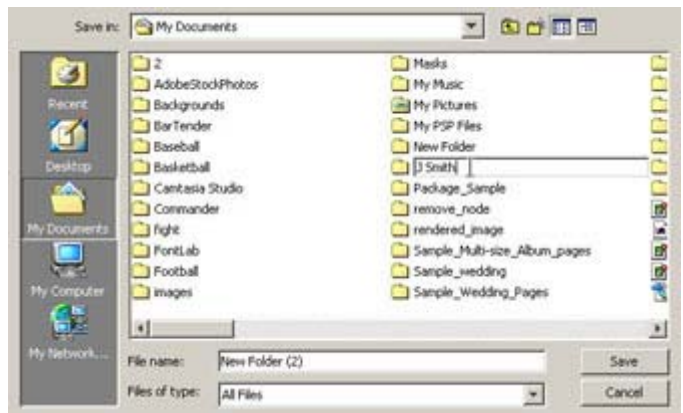 Save in: My Documents
Recent
Desktop
My Documents
My Computer
My Network...
2
AdobeStockPhotos
Backgrounds
BarTender
Baseball
Basketball
Camtasia Studio
Commander
fight
FontLab
Football
images
Masks
My Music
My Pictures
My PSP Files
New Folder
J Smith
Package_Sample
remove_node
rendered_image
Sample_Multi-size_Album_pages
Sample_wedding
Sample_Wedding_Pages
File name: New Folder (2)
Save
Files of type: All Files
Cancel